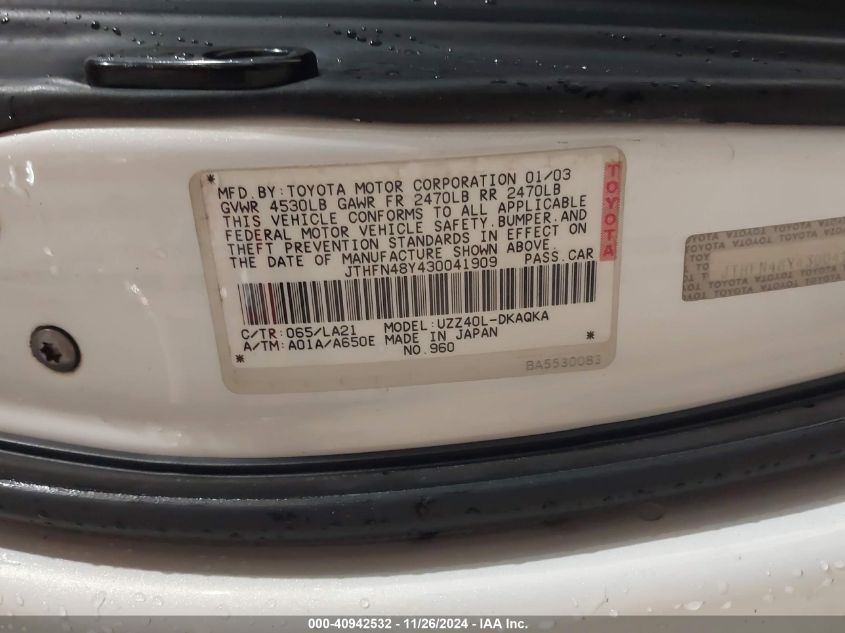 MFD. BY: TOYOTA MOTOR CORPORATION 01/03
GVWR 4530LB GAWR FR 2470LB RR 2470LB
THIS VEHICLE CONFORMS TO ALL APPLICABLE
FEDERAL MOTOR VEHICLE SAFETY, BUMPER, AND
THEFT PREVENTION STANDARDS IN EFFECT ON
THE DATE OF MANUFACTURE SHOWN ABOVE.
JTHFN48Y430041909 PASS. CAR
TOYOTA
C/TR: 065/LA21 MODEL: UZZ40L-DKAQKA
A/TM: A01A/A650E MADE IN JAPAN
NO. 960
BA5530083
JTHFN48Y43004
000-40942532 - 11/26/2024 - IAA Inc.